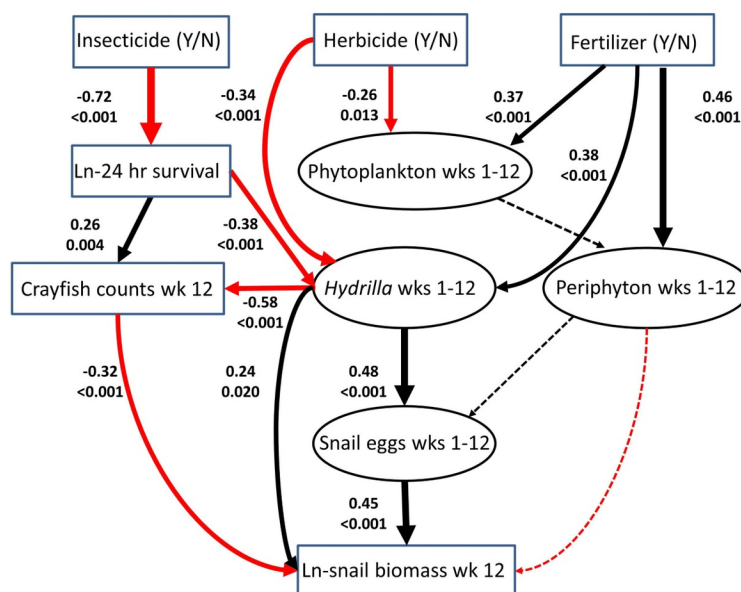 Insecticide (Y/N)
Herbicide (Y/N)
Fertilizer (Y/N)
-0.72
<0.001
-0.34
<0.001
-0.26
0.013
0.37
<0.001
0.46
<0.001
Ln-24 hr survival
Phytoplankton wks 1-12
0.38
<0.001
0.26
0.004
-0.38
<0.001
Crayfish counts wk 12
Hydrilla wks 1-12
Periphyton wks 1-12
-0.58
<0.001
-0.32
<0.001
0.24
0.020
0.48
<0.001
Snail eggs wks 1-12
0.45
<0.001
Ln-snail biomass wk 12